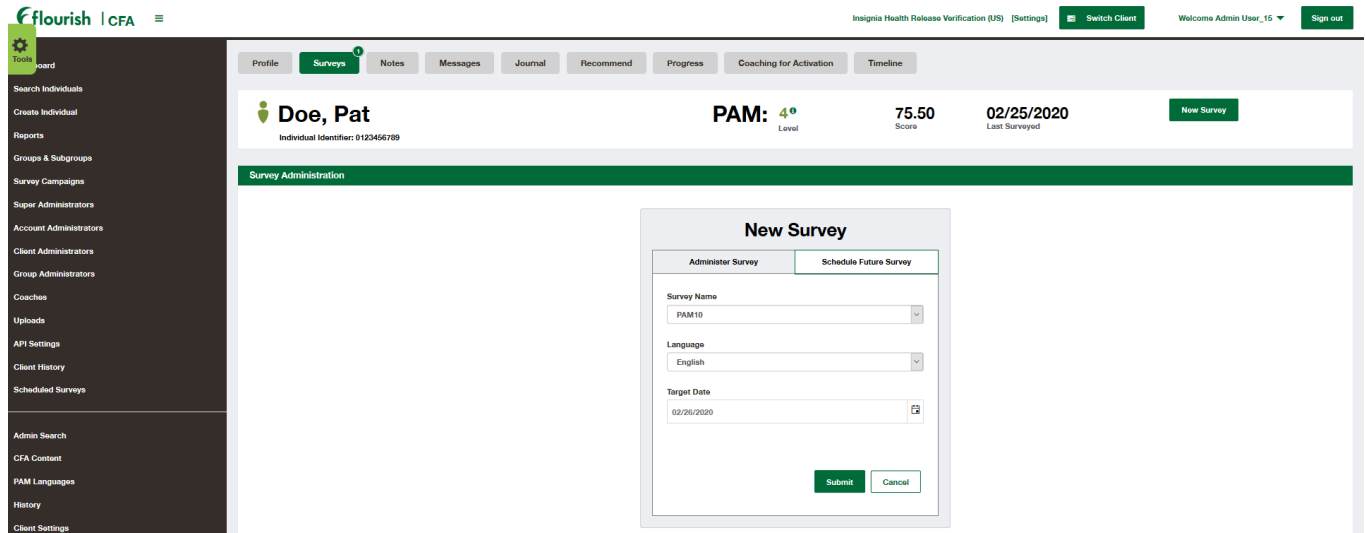 flourish | CFA
Insignia Health Release Verification (US) [Settings] Switch Client Welcome Admin User_15 Sign out
Tools
board
Search Individuals
Create Individual
Reports
Groups & Subgroups
Survey Campaigns
Super Administrators
Account Administrators
Client Administrators
Group Administrators
Coaches
Uploads
API Settings
Client History
Scheduled Surveys
Admin Search
CFA Content
PAM Languages
History
Client Settings
Profile Surveys 1 Notes Messages Journal Recommend Progress Coaching for Activation Timeline
Doe, Pat
Individual Identifier: 0123456789
PAM: 4
Level
75.50
Score
02/25/2020
Last Surveyed
New Survey
Survey Administration
New Survey
Administer Survey Schedule Future Survey
Survey Name
PAM10
Language
English
Target Date
02/26/2020
Submit Cancel